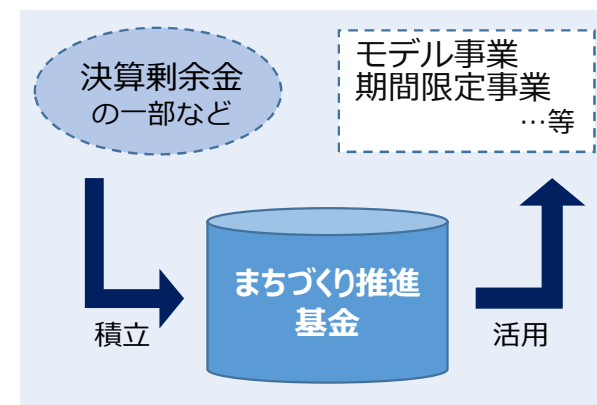 決算剰余金
の一部など
モデル事業
期間限定事業
…等
まちづくり推進
基金
積立
活用